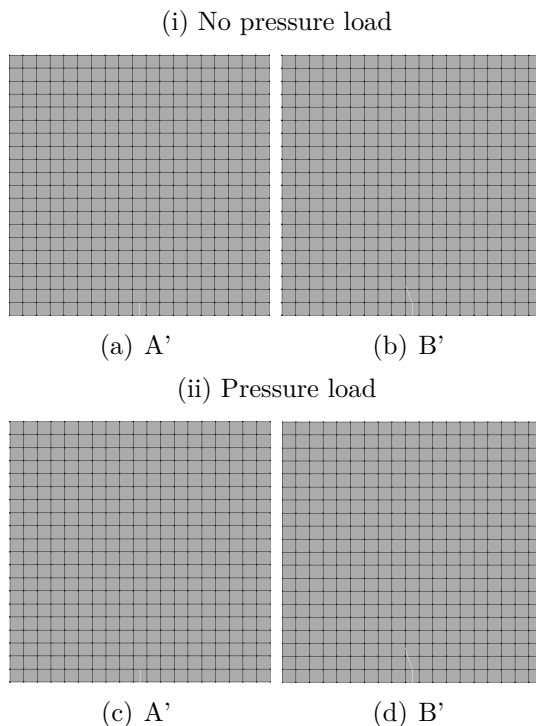 (i) No pressure load
(a) A’ (b) B’
(ii) Pressure load
(c) A’ (d) B’